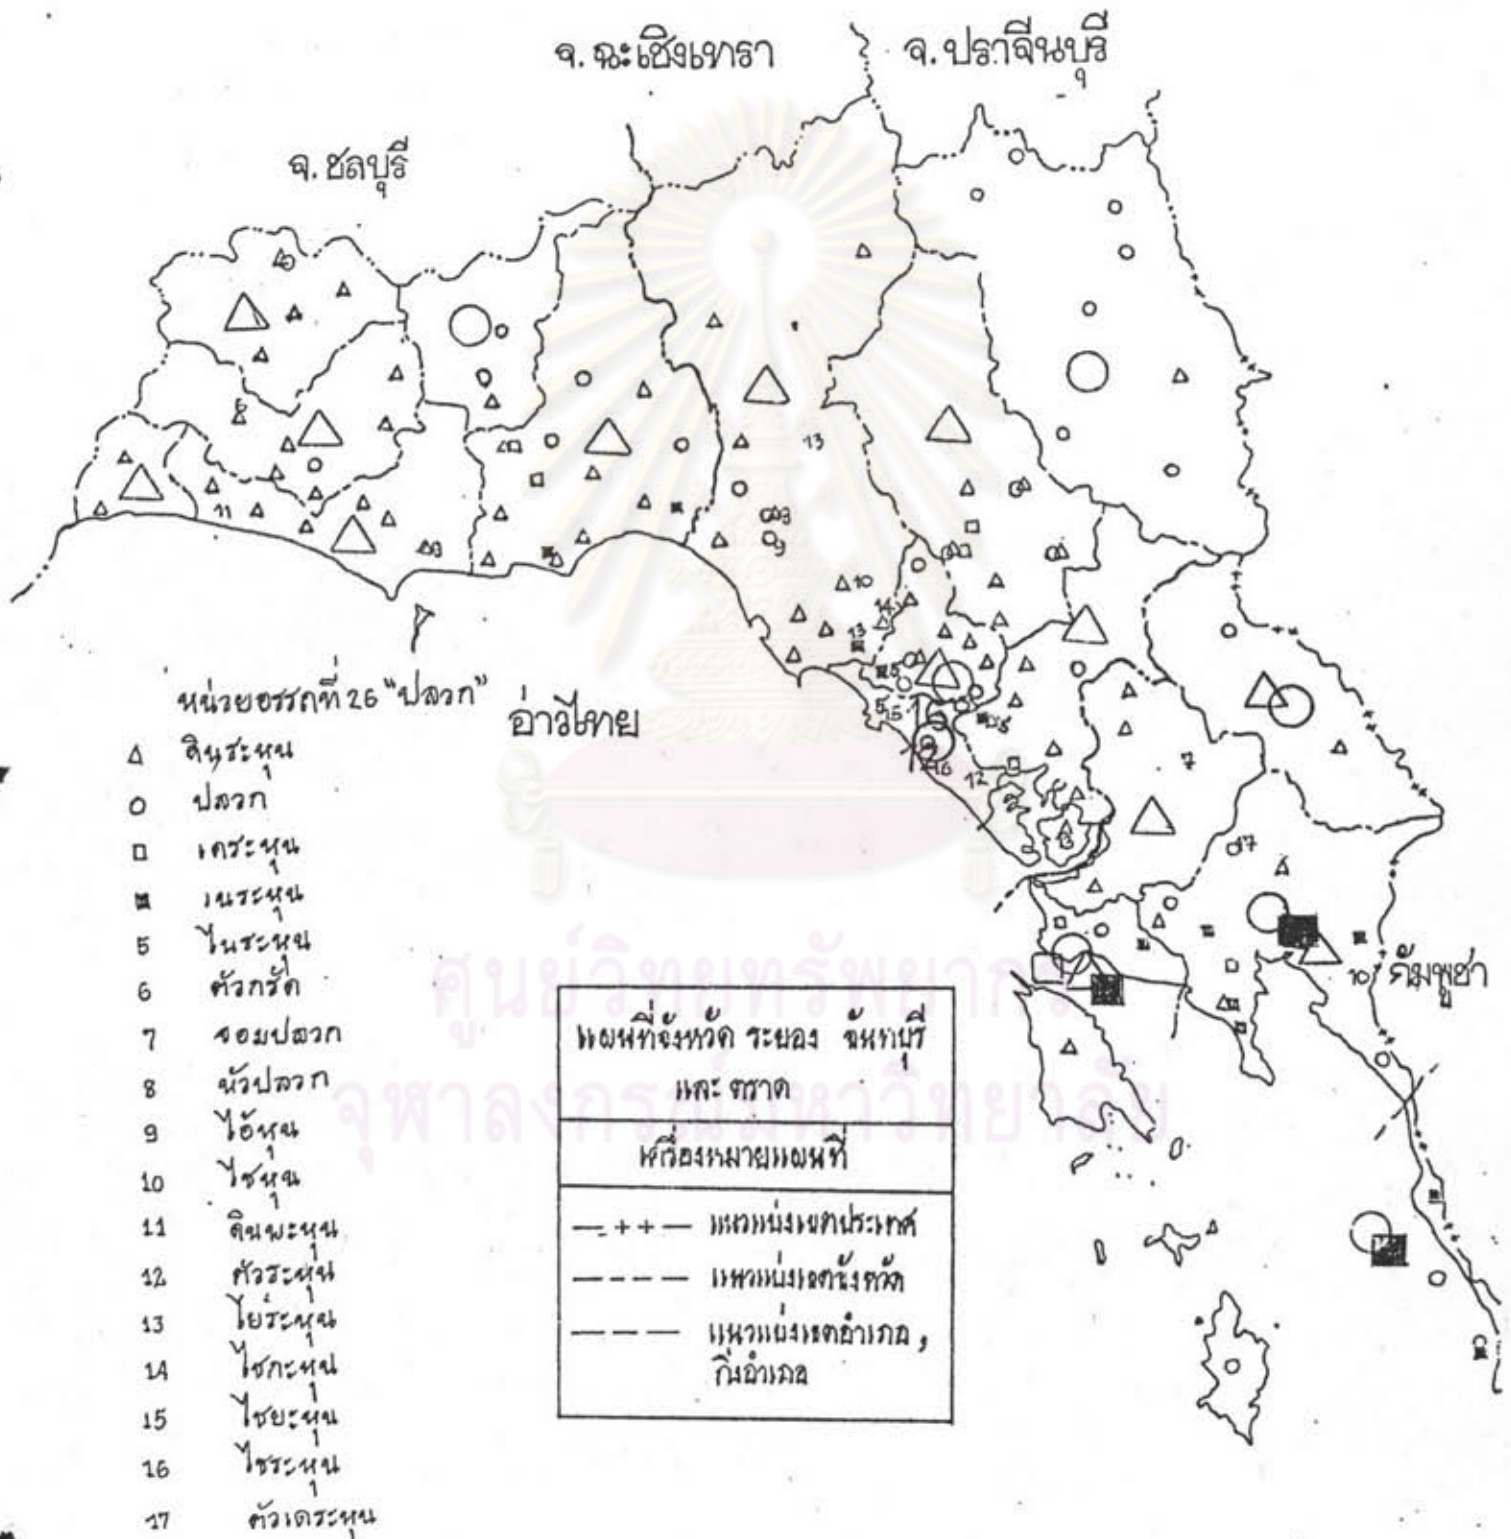 จ.ฉะเชิงเทรา
จ.ปราจีนบุรี
จ.ชลบุรี
หน่วยอรรถที่ 26 "ปลวก"
อ่าวไทย
△ ดินระหุน
○ ปลวก
□ เดระหุน
เนระหุน
5 ไนระหุน
6 ตัวกรัด
7 จอมปลวก
8 หัวปลวก
9 ไอ้หุน
10 ไชหุน
11 ดินพะหุน
12 ตัวระหุน
13 ไยระหุน
14 ไชกะหุน
15 ไชยะหุน
16 ไชระหุน
17 ตัวเดระหุน
กัมพูชา
แผนที่จังหวัด ระยอง จันทบุรี
และ ตราด
เครื่องหมายแผนที่
—.++— แนวแบ่งเขตประเทศ
—---— แนวแบ่งเขตจังหวัด
—--— แนวแบ่งเขตอำเภอ,
กิ่งอำเภอ
ศูนย์วิทยทรัพยากร
จุฬาลงกรณ์มหาวิทยาลัย